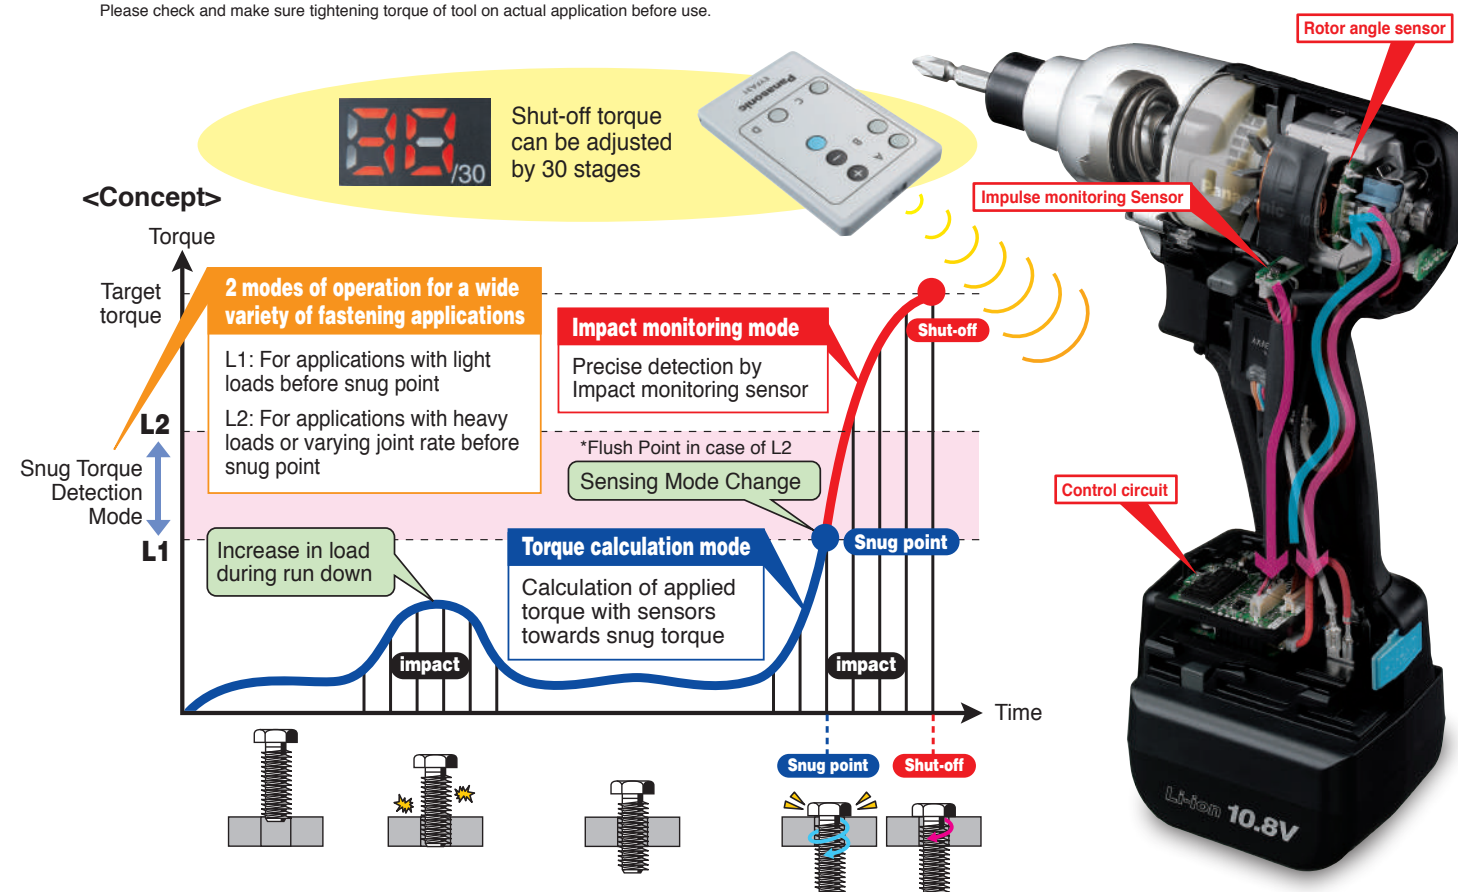 Please check and make sure tightening torque of tool on actual application before use.
Rotor angle sensor
Panasonic
EYFA31
A
B
C
D
/30
Shut-off torque
can be adjusted
by 30 stages
Impulse monitoring Sensor
Panasonic
<Concept>
Torque
Target
torque
2 modes of operation for a wide
variety of fastening applications
L1: For applications with light
loads before snug point
L2: For applications with heavy
loads or varying joint rate before
snug point
Impact monitoring mode
Precise detection by
Impact monitoring sensor
Shut-off
L2
Snug Torque
Detection
Mode
L1
*Flush Point in case of L2
Sensing Mode Change
Control circuit
Increase in load
during run down
Torque calculation mode
Calculation of applied
torque with sensors
towards snug torque
Snug point
impact
impact
Time
Snug point
Shut-off
Li-ion 10.8V